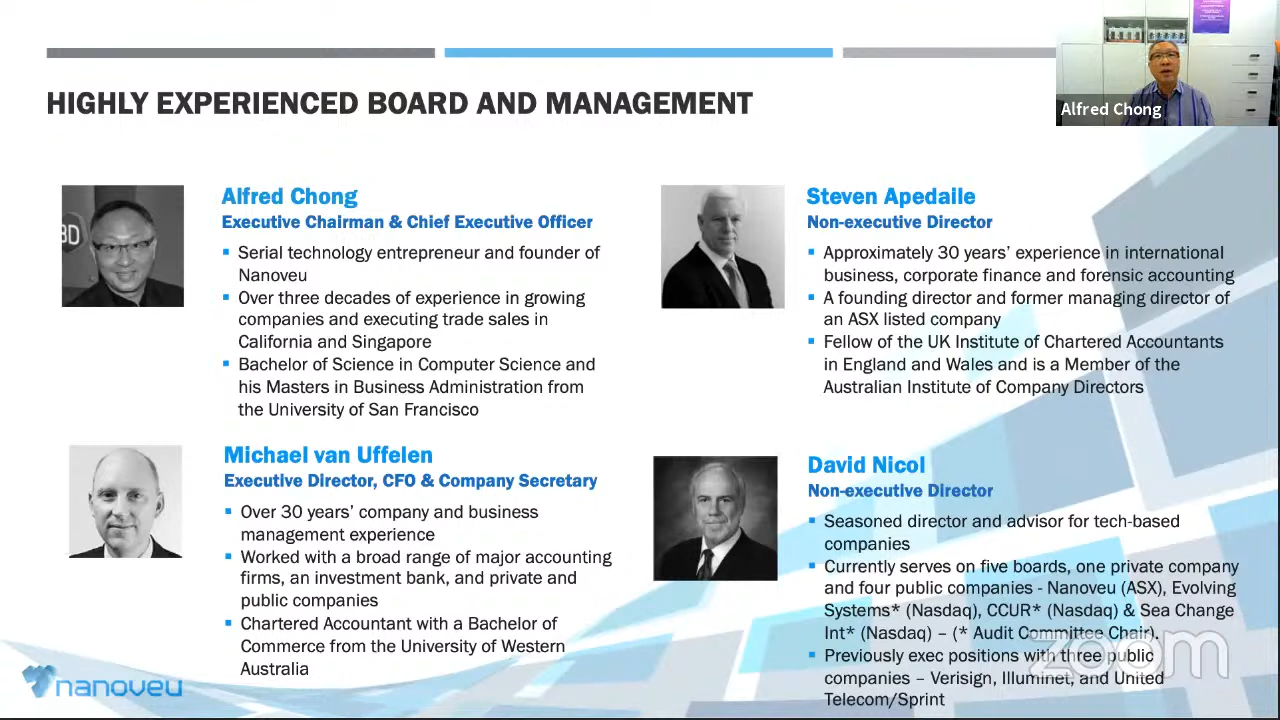 HIGHLY EXPERIENCED BOARD AND MANAGEMENT
Alfred Chong
BD
Alfred Chong
Executive Chairman & Chief Executive Officer
▪ Serial technology entrepreneur and founder of
Nanoveu
▪ Over three decades of experience in growing
companies and executing trade sales in
California and Singapore
▪ Bachelor of Science in Computer Science and
his Masters in Business Administration from
the University of San Francisco
Steven Apedaile
Non-executive Director
▪ Approximately 30 years’ experience in international
business, corporate finance and forensic accounting
▪ A founding director and former managing director of
an ASX listed company
▪ Fellow of the UK Institute of Chartered Accountants
in England and Wales and is a Member of the
Australian Institute of Company Directors
Michael van Uffelen
Executive Director, CFO & Company Secretary
▪ Over 30 years’ company and business
management experience
▪ Worked with a broad range of major accounting
firms, an investment bank, and private and
public companies
▪ Chartered Accountant with a Bachelor of
Commerce from the University of Western
Australia
David Nicol
Non-executive Director
▪ Seasoned director and advisor for tech-based
companies
▪ Currently serves on five boards, one private company
and four public companies - Nanoveu (ASX), Evolving
Systems* (Nasdaq), CCUR* (Nasdaq) & Sea Change
Int* (Nasdaq) – (* Audit Committee Chair).
▪ Previously exec positions with three public
companies – Verisign, Illuminet, and United
Telecom/Sprint
nanoveu
zoom